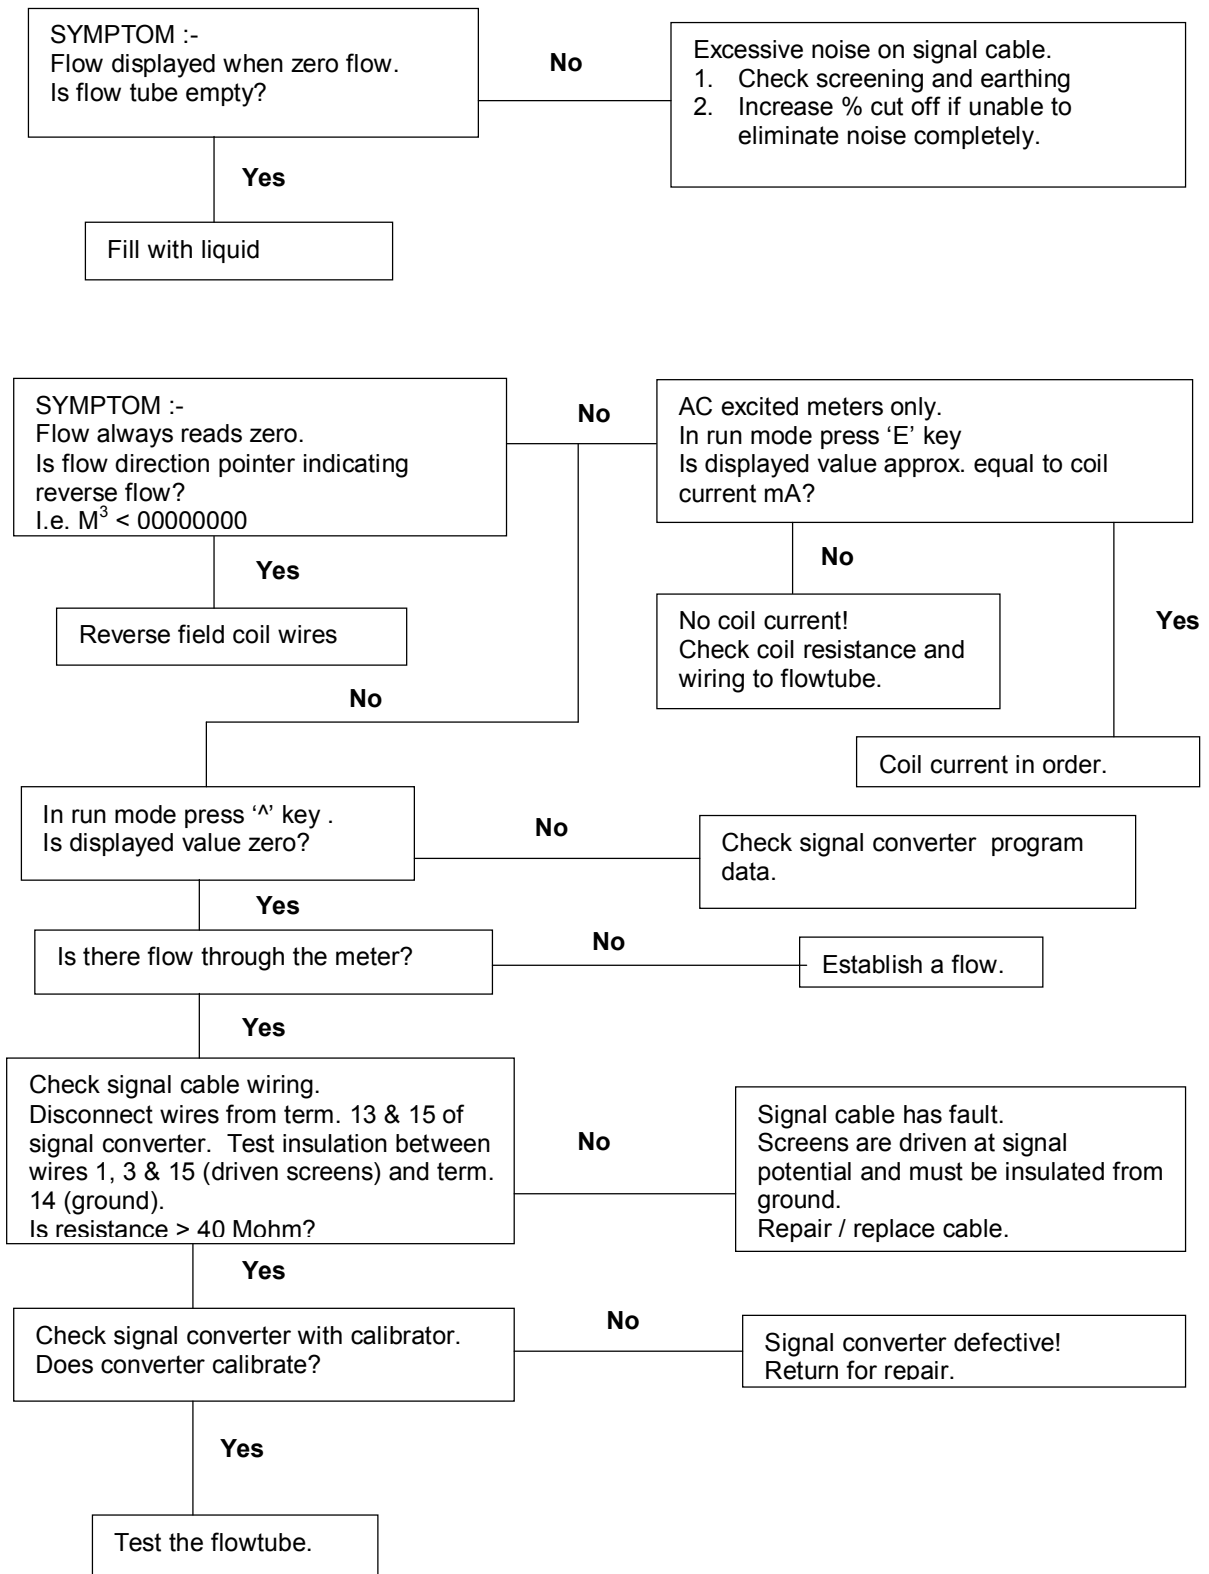 SYMPTOM :-
Flow displayed when zero flow.
Is flow tube empty?
No
Excessive noise on signal cable.
1. Check screening and earthing
2. Increase % cut off if unable to
eliminate noise completely.
Yes
Fill with liquid
SYMPTOM :-
Flow always reads zero.
Is flow direction pointer indicating
reverse flow?
I.e. M³ < 00000000
No
AC excited meters only.
In run mode press ‘E’ key
Is displayed value approx. equal to coil
current mA?
Yes
Reverse field coil wires
No
No coil current!
Check coil resistance and
wiring to flowtube.
Yes
Coil current in order.
No
In run mode press ‘^’ key .
Is displayed value zero?
No
Check signal converter program
data.
Yes
Is there flow through the meter?
No
Establish a flow.
Yes
Check signal cable wiring.
Disconnect wires from term. 13 & 15 of
signal converter. Test insulation between
wires 1, 3 & 15 (driven screens) and term.
14 (ground).
Is resistance > 40 Mohm?
No
Signal cable has fault.
Screens are driven at signal
potential and must be insulated from
ground.
Repair / replace cable.
Yes
Check signal converter with calibrator.
Does converter calibrate?
No
Signal converter defective!
Return for repair.
Yes
Test the flowtube.